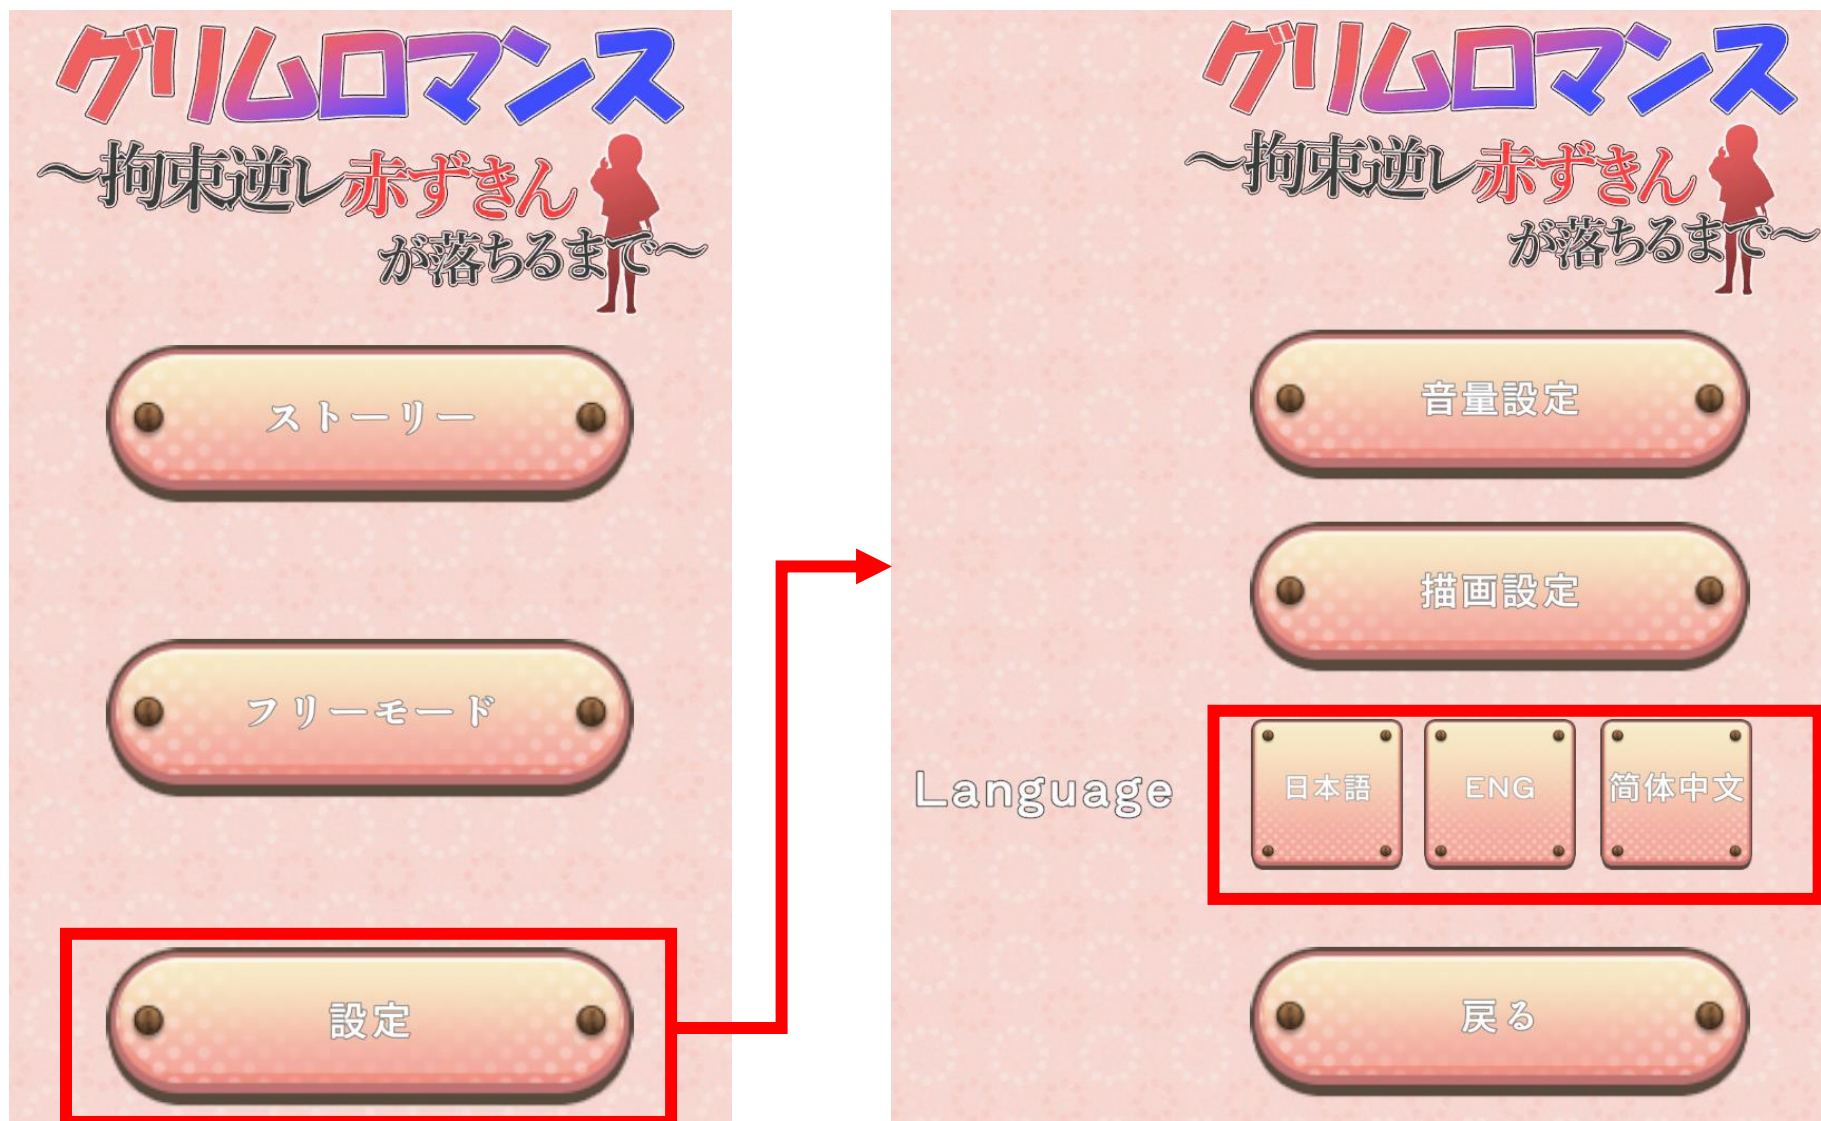 グリムロマンス
～拘束逆レ赤ずきん
が落ちるまで～
ストーリー
フリーモード
設定
グリムロマンス
～拘束逆レ赤ずきん
が落ちるまで～
音量設定
描画設定
Language 日本語 ENG 简体中文
戻る